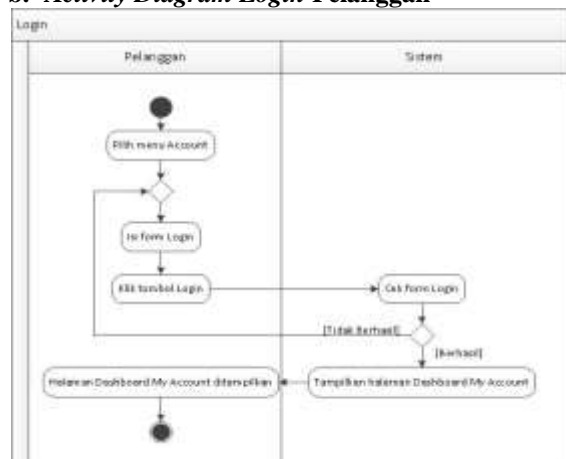 b. Activity Diagram Login Pelanggan
Login
Pelanggan
Sistem
Pilih menu Account
Isi form Login
Klik tombol Login
Cek form Login
[Tidak Berhasil]
[Berhasil]
Halaman Dashboard My Account ditampilkan
Tampilkan halaman Dashboard My Account